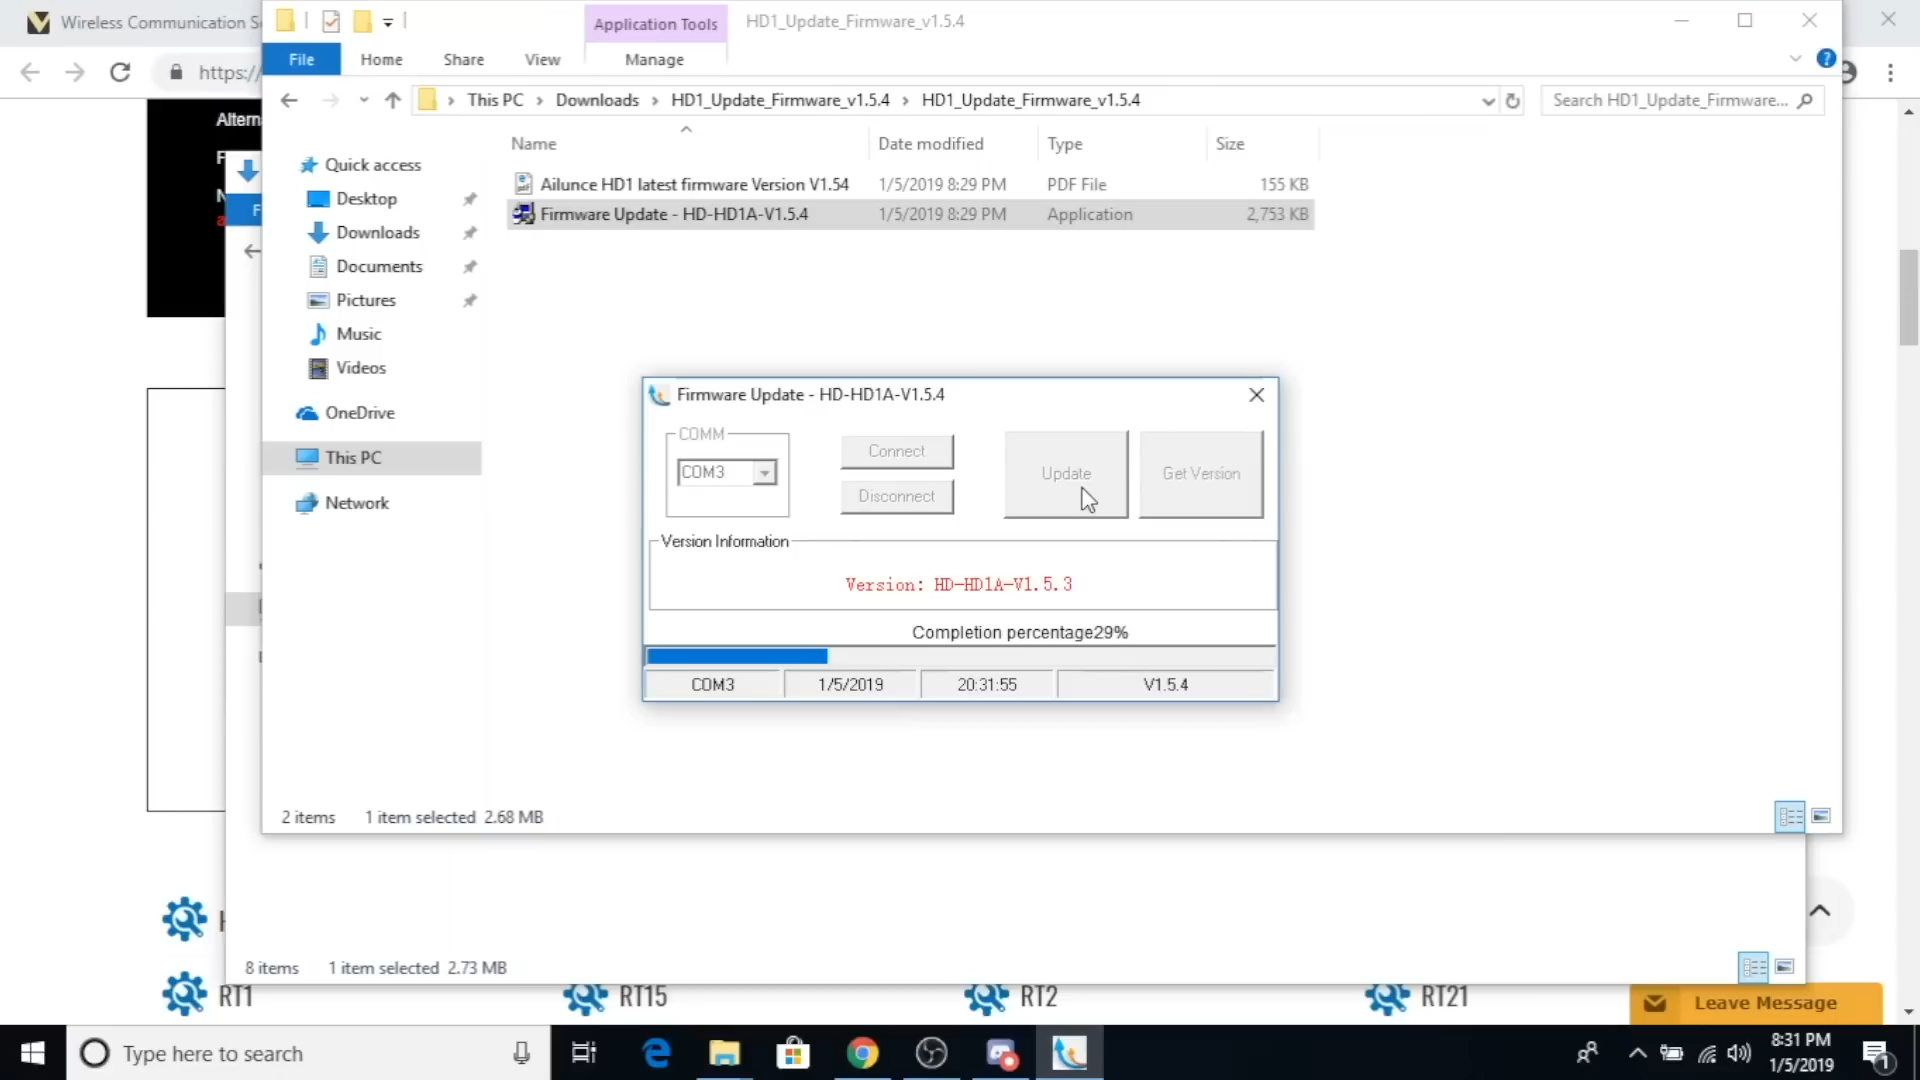 Wireless Communication S
Application Tools
HD1_Update_Firmware_v1.5.4
File
Home
Share
View
Manage
https://
This PC > Downloads > HD1_Update_Firmware_v1.5.4 > HD1_Update_Firmware_v1.5.4
Search HD1_Update_Firmware...
Altern
Name
Date modified
Type
Size
Quick access
Desktop
Downloads
Documents
Pictures
Music
Videos
OneDrive
This PC
Network
Ailunce HD1 latest firmware Version V1.54
1/5/2019 8:29 PM
PDF File
155 KB
Firmware Update - HD-HD1A-V1.5.4
1/5/2019 8:29 PM
Application
2,753 KB
Firmware Update - HD-HD1A-V1.5.4
COMM
COM3
Connect
Disconnect
Update
Get Version
Version Information
Version: HD-HD1A-V1.5.3
Completion percentage29%
COM3
1/5/2019
20:31:55
V1.5.4
2 items
1 item selected 2.68 MB
8 items
1 item selected 2.73 MB
RT1
RT15
RT2
RT21
Leave Message
Type here to search
8:31 PM
1/5/2019
1